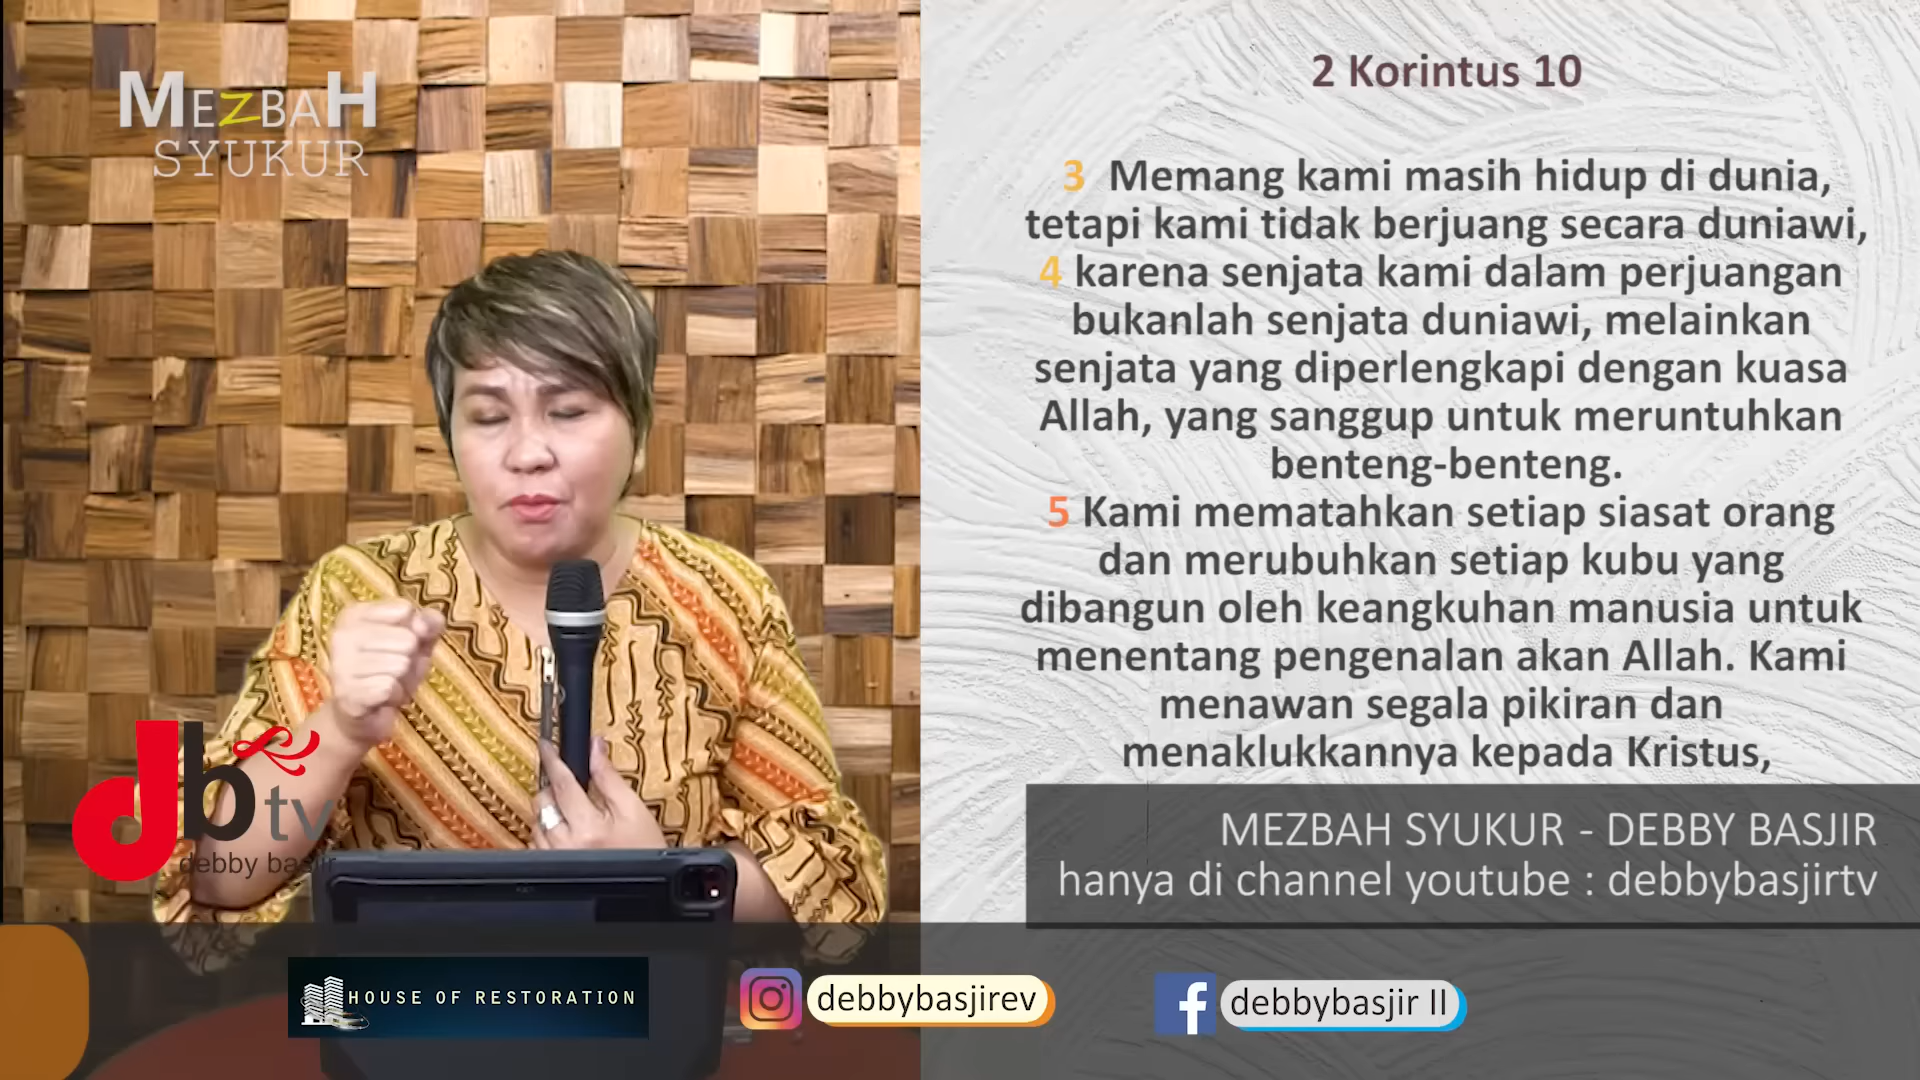 MEZBAH
SYUKUR
2 Korintus 10
3 Memang kami masih hidup di dunia,
tetapi kami tidak berjuang secara duniawi,
4 karena senjata kami dalam perjuangan
bukanlah senjata duniawi, melainkan
senjata yang diperlengkapi dengan kuasa
Allah, yang sanggup untuk meruntuhkan
benteng-benteng.
5 Kami mematahkan setiap siasat orang
dan merubuhkan setiap kubu yang
dibangun oleh keangkuhan manusia untuk
menentang pengenalan akan Allah. Kami
menawan segala pikiran dan
menaklukkannya kepada Kristus,
db tv
debby basjir
MEZBAH SYUKUR - DEBBY BASJIR
hanya di channel youtube : debbybasjirtv
HOUSE OF RESTORATION
debbybasjirev
debbybasjir II